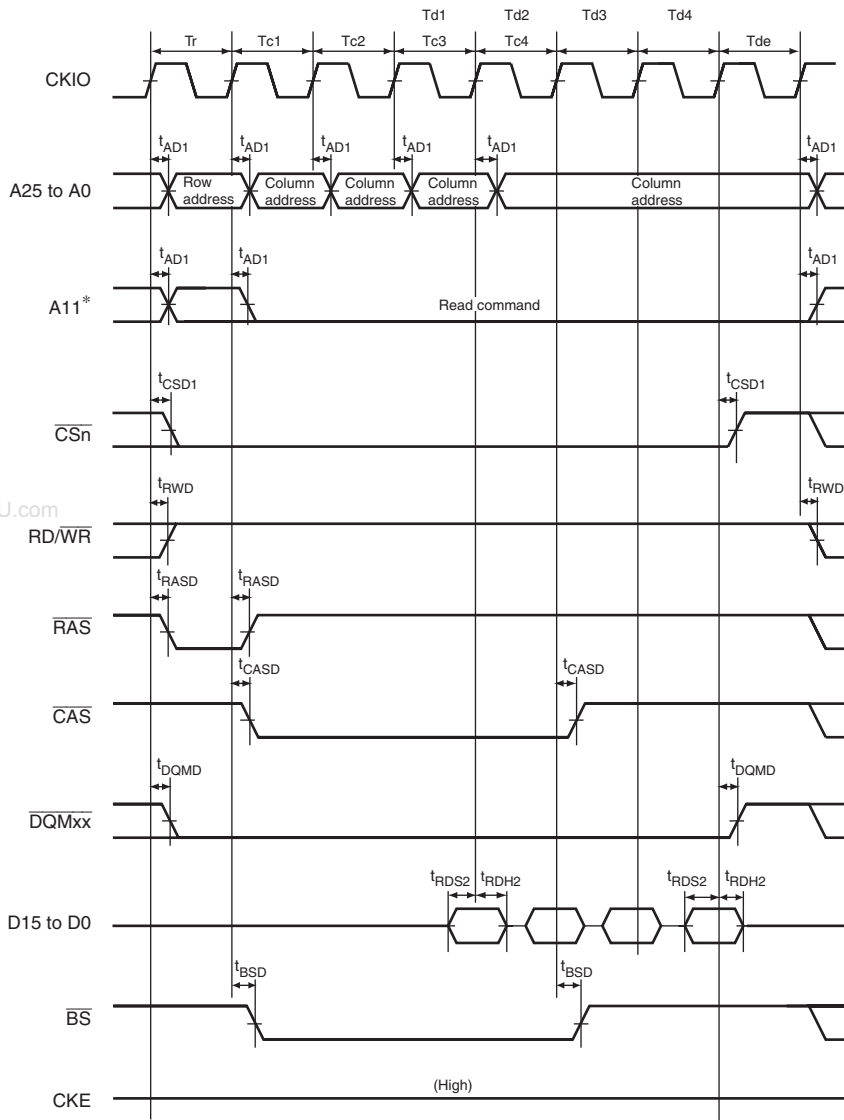 Td1 Td2 Td3 Td4
Tr Tc1 Tc2 Tc3 Tc4 Tde
CKIO
tAD1 tAD1 tAD1 tAD1 tAD1 tAD1
A25 to A0 Row address Column address Column address Column address Column address
tAD1 tAD1 tAD1
A11* Read command
tCSD1 tCSD1
CSn
tRWD tRWD
U.com
RD/WR
tRASD tRASD
RAS
tCASD tCASD
CAS
tDQMD tDQMD
DQMxx
tRDS2 tRDH2 tRDS2 tRDH2
D15 to D0
tBSD tBSD
BS
(High)
CKE